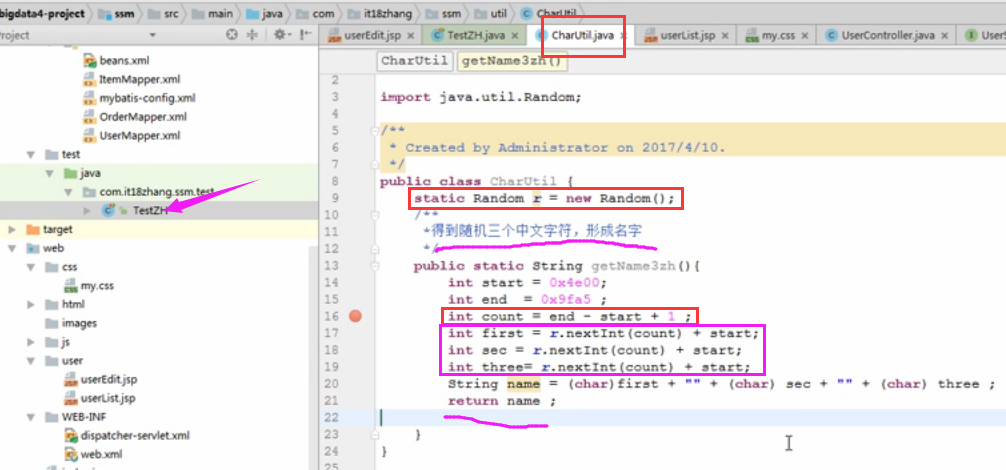 bigdata4-project ssm src main java com it18zhang ssm util CharUtil
Project
userEdit.jsp × TestZH.java × CharUtil.java × userList.jsp × my.css × UserController.java ×
CharUtil getName3zh()
beans.xml
ItemMapper.xml
mybatis-config.xml
OrderMapper.xml
UserMapper.xml
test
java
com.it18zhang.ssm.test
TestZH
target
web
css
my.css
html
images
js
user
userEdit.jsp
userList.jsp
WEB-INF
dispatcher-servlet.xml
web.xml
2
3 import java.util.Random;
4
5 /**
6 * Created by Administrator on 2017/4/10.
7 */
8 public class CharUtil {
9 static Random r = new Random();
10 /**
11 *得到随机三个中文字符，形成名字
12 */
13 public static String getName3zh(){
14 int start = 0x4e00;
15 int end = 0x9fa5 ;
16 int count = end - start + 1 ;
17 int first = r.nextInt(count) + start;
18 int sec = r.nextInt(count) + start;
19 int three= r.nextInt(count) + start;
20 String name = (char)first + "" + (char) sec + "" + (char) three ;
21 return name ;
22
23 }
24 }
25